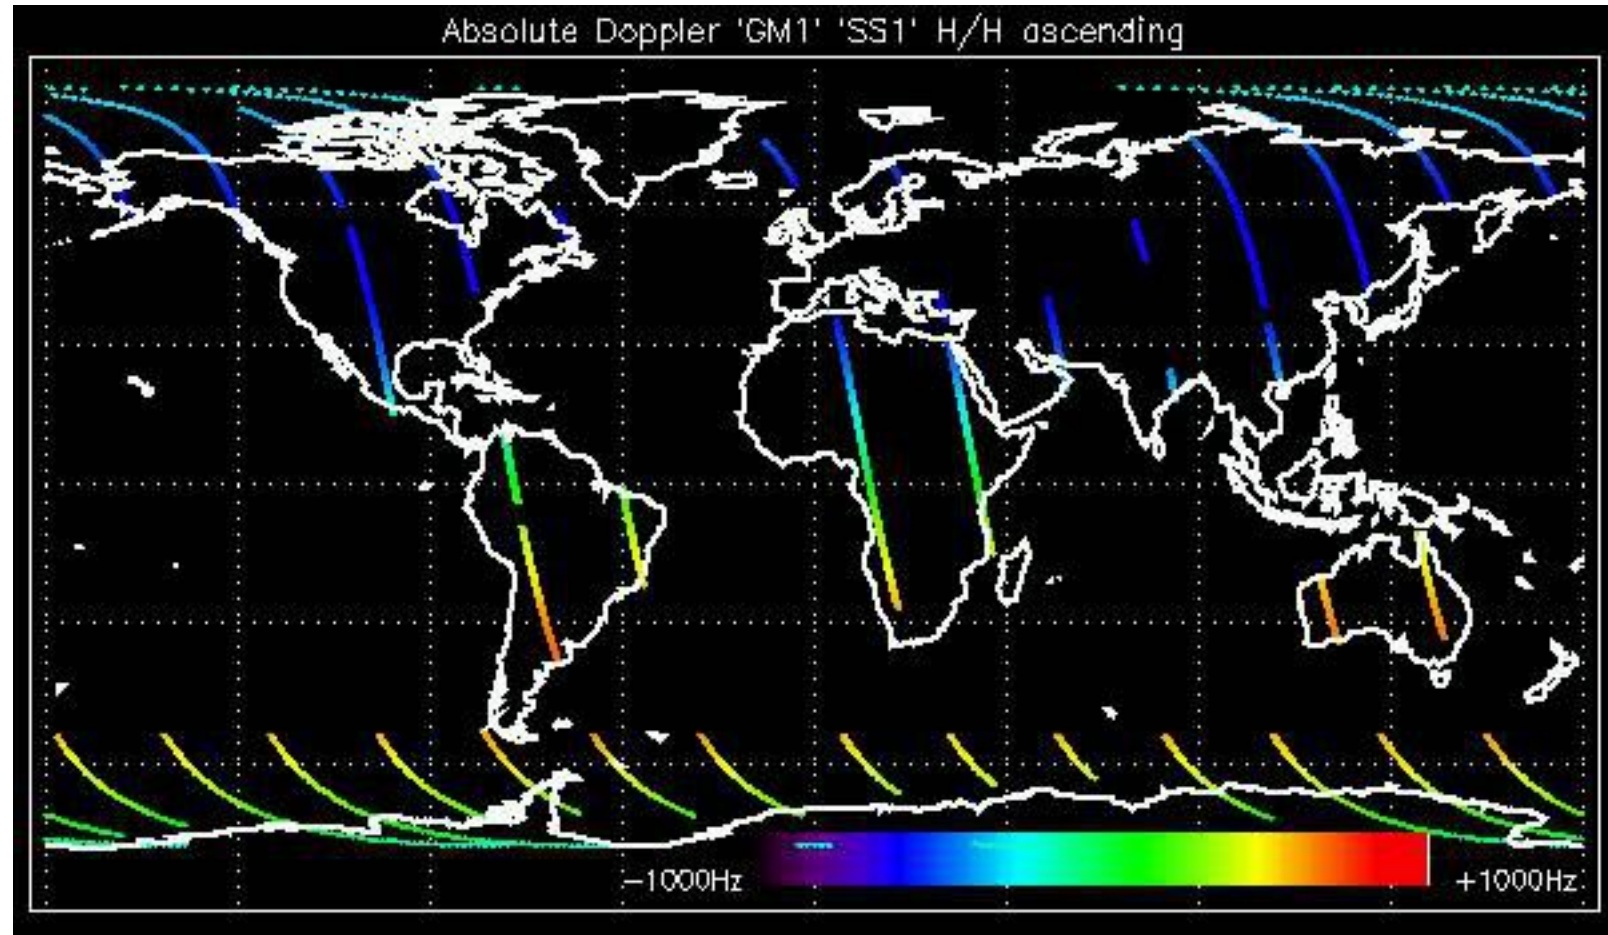 Absolute Doppler 'GM1' 'SS1' H/H ascending
−1000Hz
+1000Hz